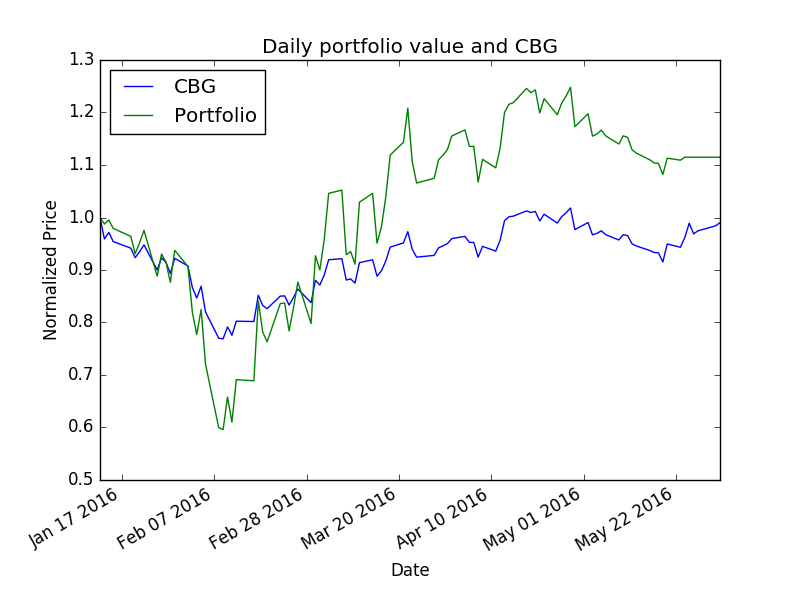 Daily portfolio value and CBG
1.3
1.2
1.1
1.0
0.9
0.8
0.7
0.6
0.5
Normalized Price
CBG
Portfolio
Jan 17 2016
Feb 07 2016
Feb 28 2016
Mar 20 2016
Apr 10 2016
May 01 2016
May 22 2016
Date